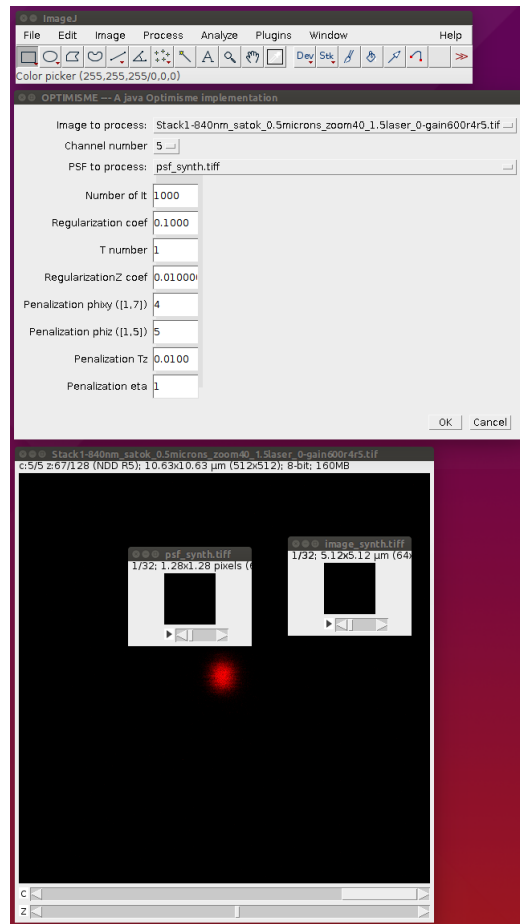 ImageJ
File Edit Image Process Analyze Plugins Window Help
A Dev Stk
Color picker (255,255,255/0,0,0)
OPTIMISME --- A java Optimisme implementation
Image to process: Stack1-840nm_satok_0.5microns_zoom40_1.5laser_0-gain600r4r5.tif
Channel number 5
PSF to process: psf_synth.tiff
Number of It 1000
Regularization coef 0.1000
T number 1
RegularizationZ coef 0.01000
Penalization phixy ([1,7]) 4
Penalization phiz ([1,5]) 5
Penalization Tz 0.0100
Penalization eta 1
OK Cancel
Stack1-840nm_satok_0.5microns_zoom40_1.5laser_0-gain600r4r5.tif
c:5/5 z:67/128 (NDD R5); 10.63x10.63 µm (512x512); 8-bit; 160MB
psf_synth.tiff
1/32; 1.28x1.28 pixels (
image_synth.tiff
1/32; 5.12x5.12 µm (64x
C
Z